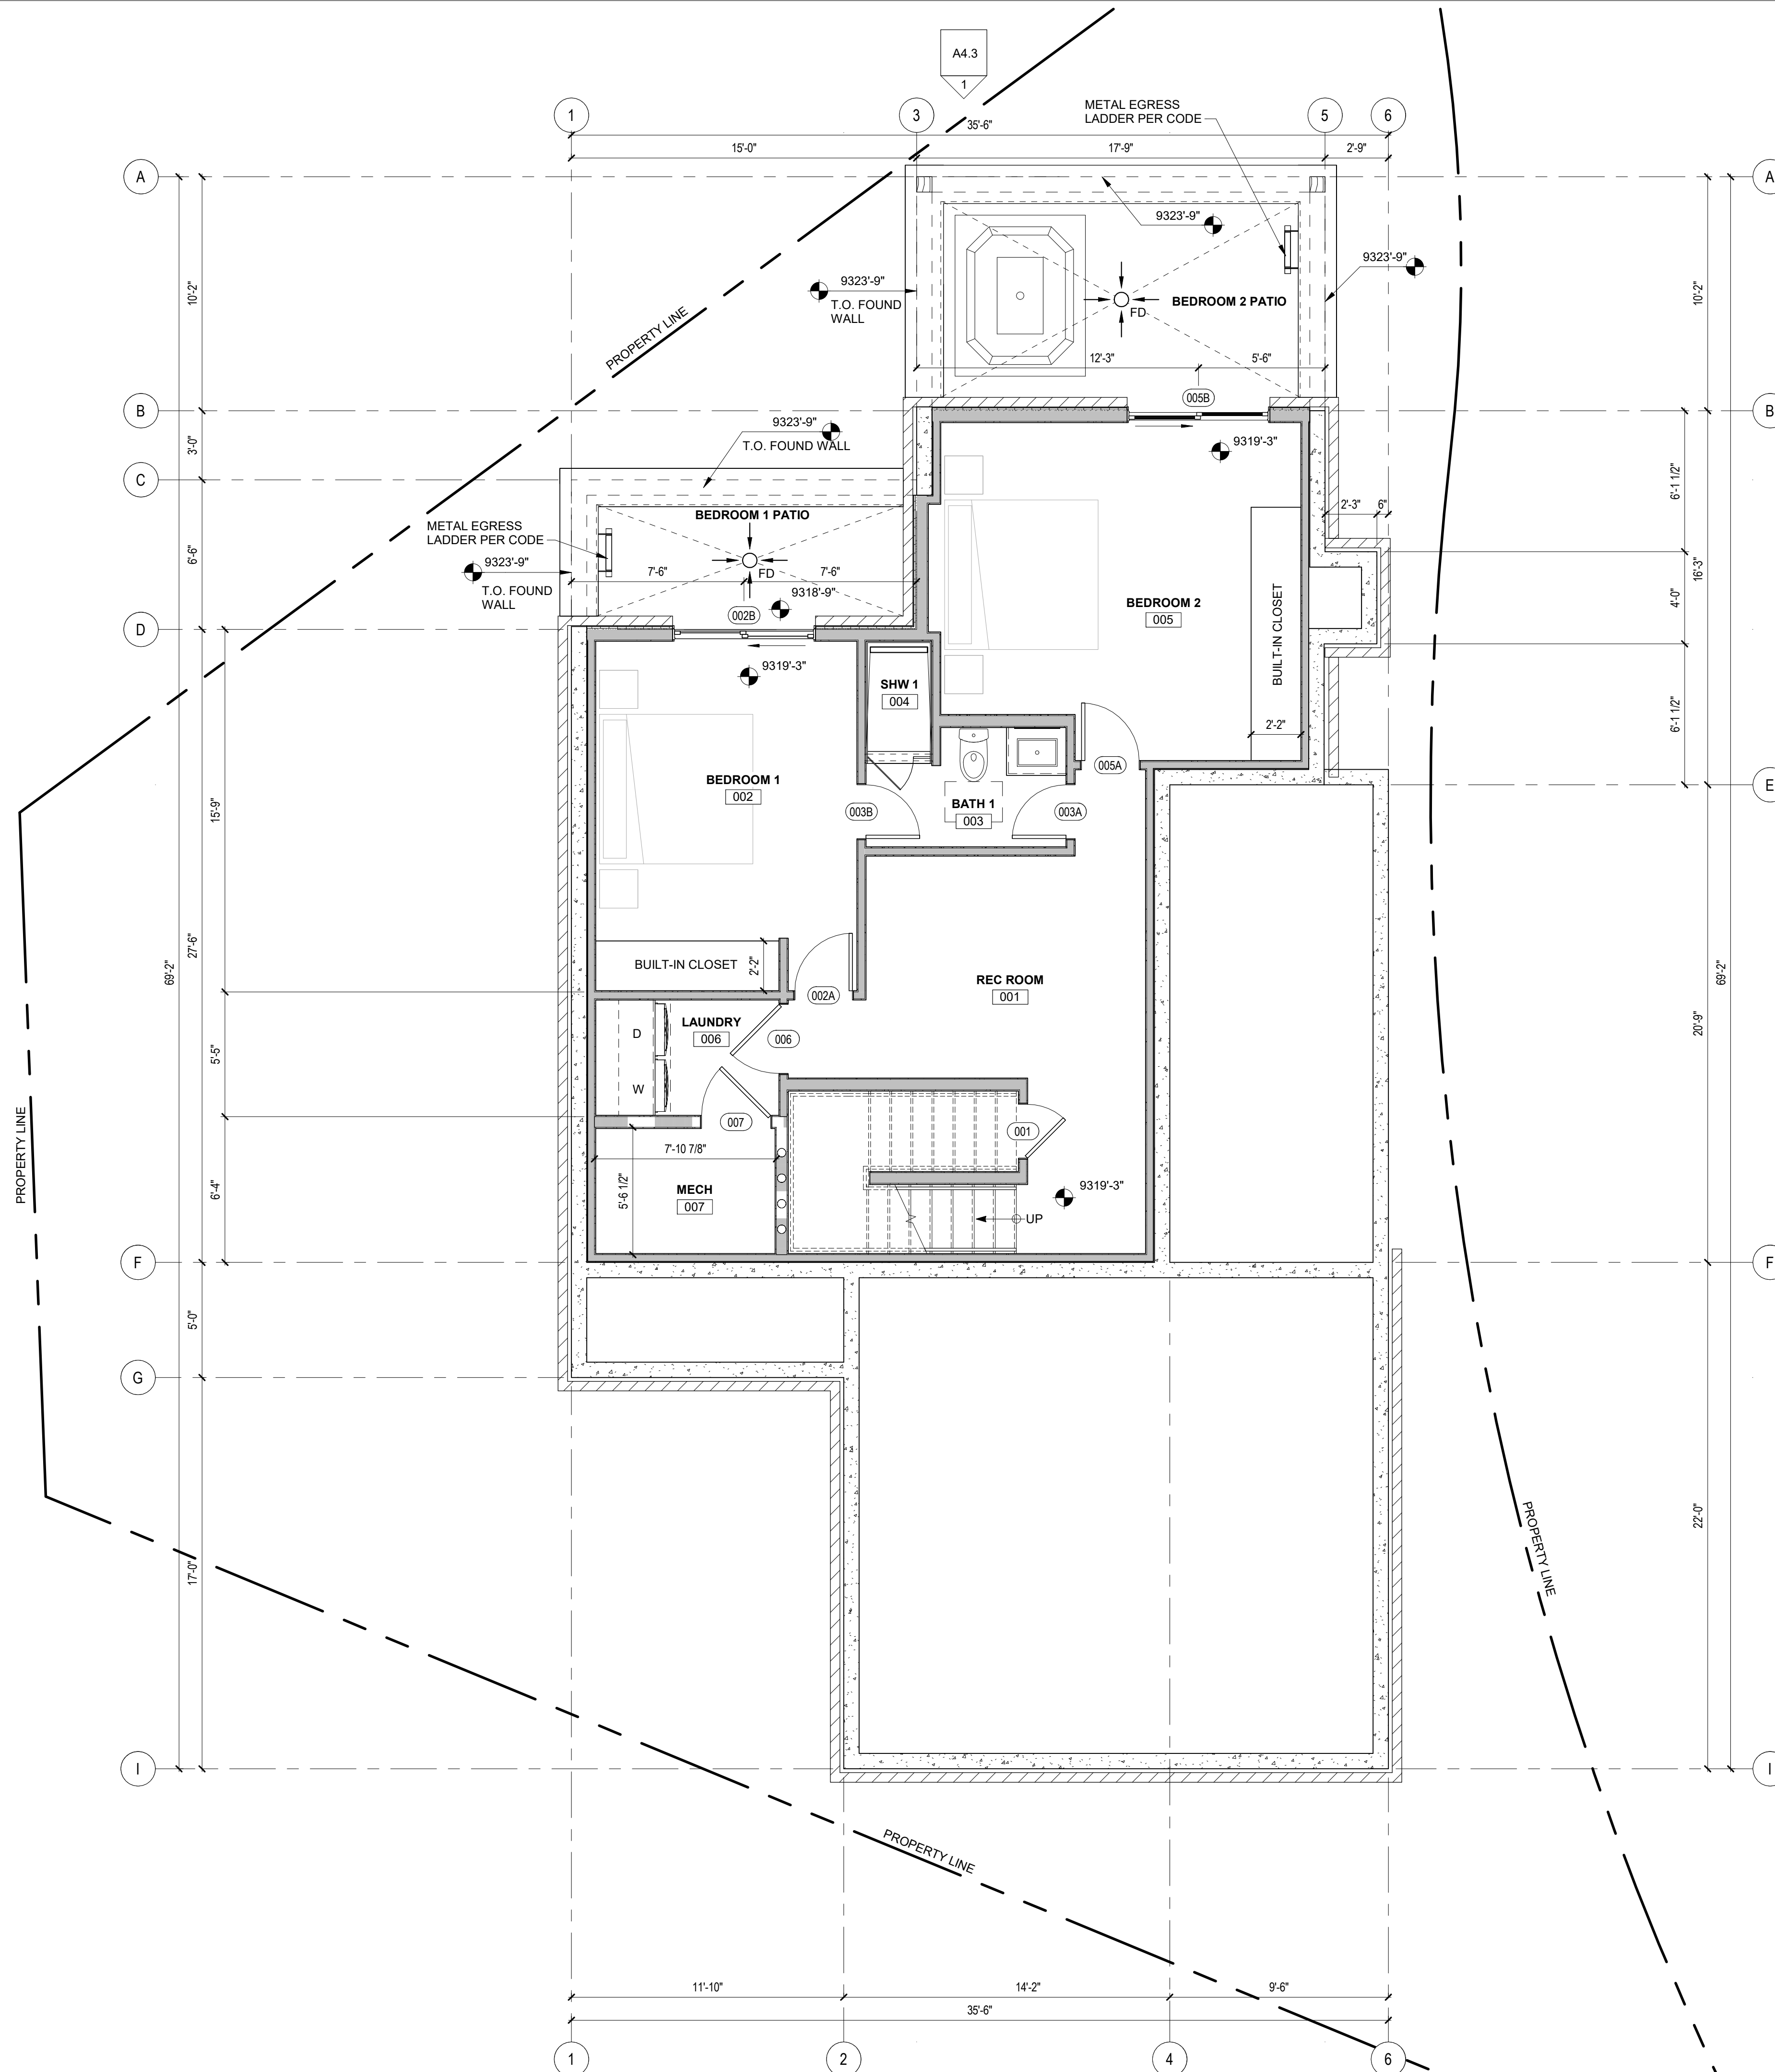 A4.3
1
METAL EGRESS
LADDER PER CODE
1
3
5
6
35'-6"
15'-0"
17'-9"
2'-9"
A
A
9323'-9"
9323'-9"
9323'-9"
T.O. FOUND
WALL
BEDROOM 2 PATIO
FD
10'-2"
10'-2"
PROPERTY LINE
12'-3"
5'-6"
005B
B
B
9323'-9"
T.O. FOUND WALL
9319'-3"
3'-0"
C
6'-1 1/2"
2'-3"
6"
BEDROOM 1 PATIO
METAL EGRESS
LADDER PER CODE
9323'-9"
T.O. FOUND
WALL
6'-6"
FD
7'-6"
7'-6"
9318'-9"
002B
16'-3"
4'-0"
BEDROOM 2
005
BUILT-IN CLOSET
D
9319'-3"
SHW 1
004
2'-2"
6'-1 1/2"
005A
BEDROOM 1
002
BATH 1
003
003B
003A
E
15'-9"
27'-6"
69'-2"
BUILT-IN CLOSET
2'-2"
002A
REC ROOM
001
69'-2"
20'-9"
LAUNDRY
006
006
D
W
5'-5"
PROPERTY LINE
007
001
7'-10 7/8"
5'-6 1/2"
MECH
007
6'-4"
9319'-3"
UP
F
F
5'-0"
G
22'-0"
PROPERTY LINE
17'-0"
I
I
PROPERTY LINE
11'-10"
14'-2"
9'-6"
35'-6"
1
2
4
6